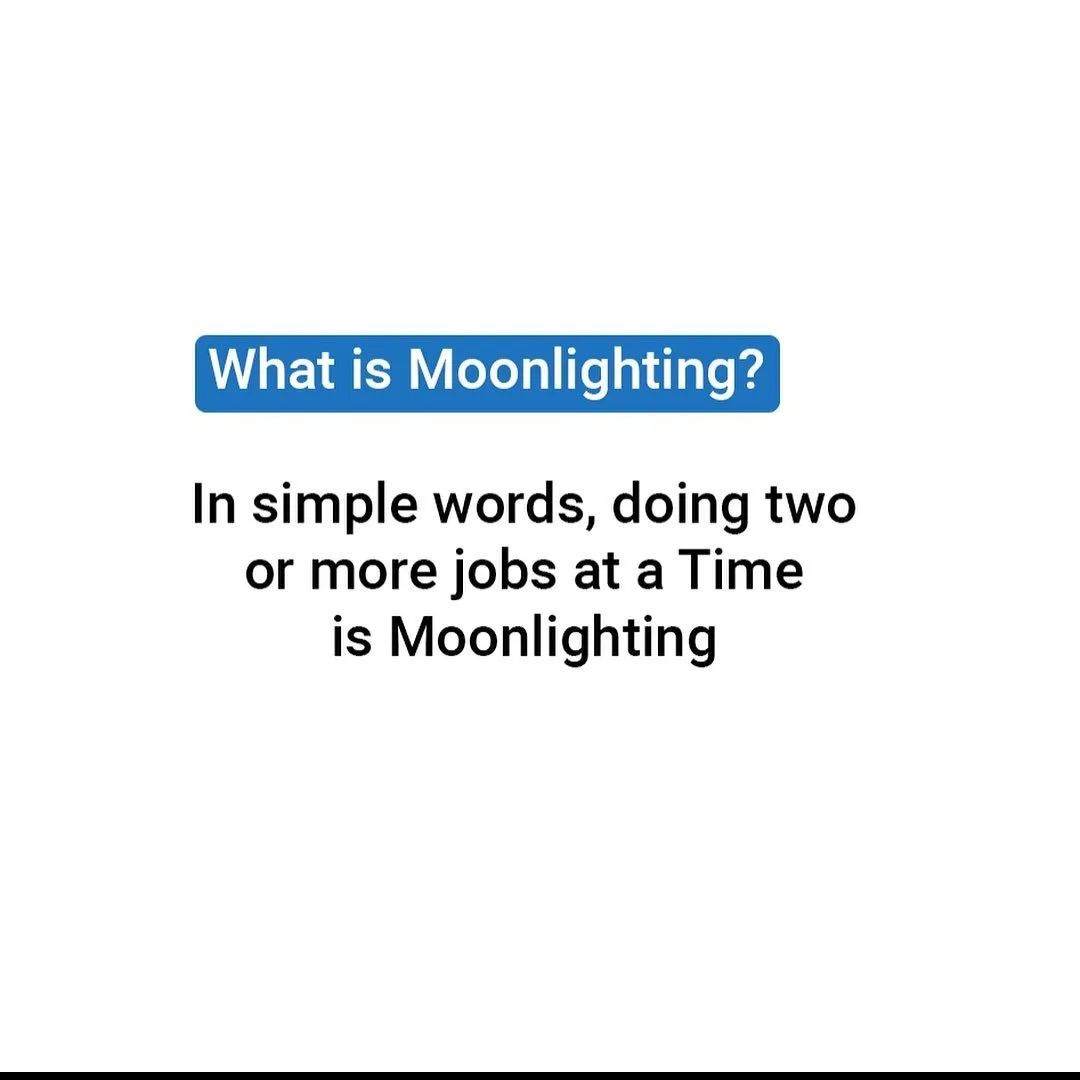 What is Moonlighting?
In simple words, doing two
or more jobs at a Time
is Moonlighting